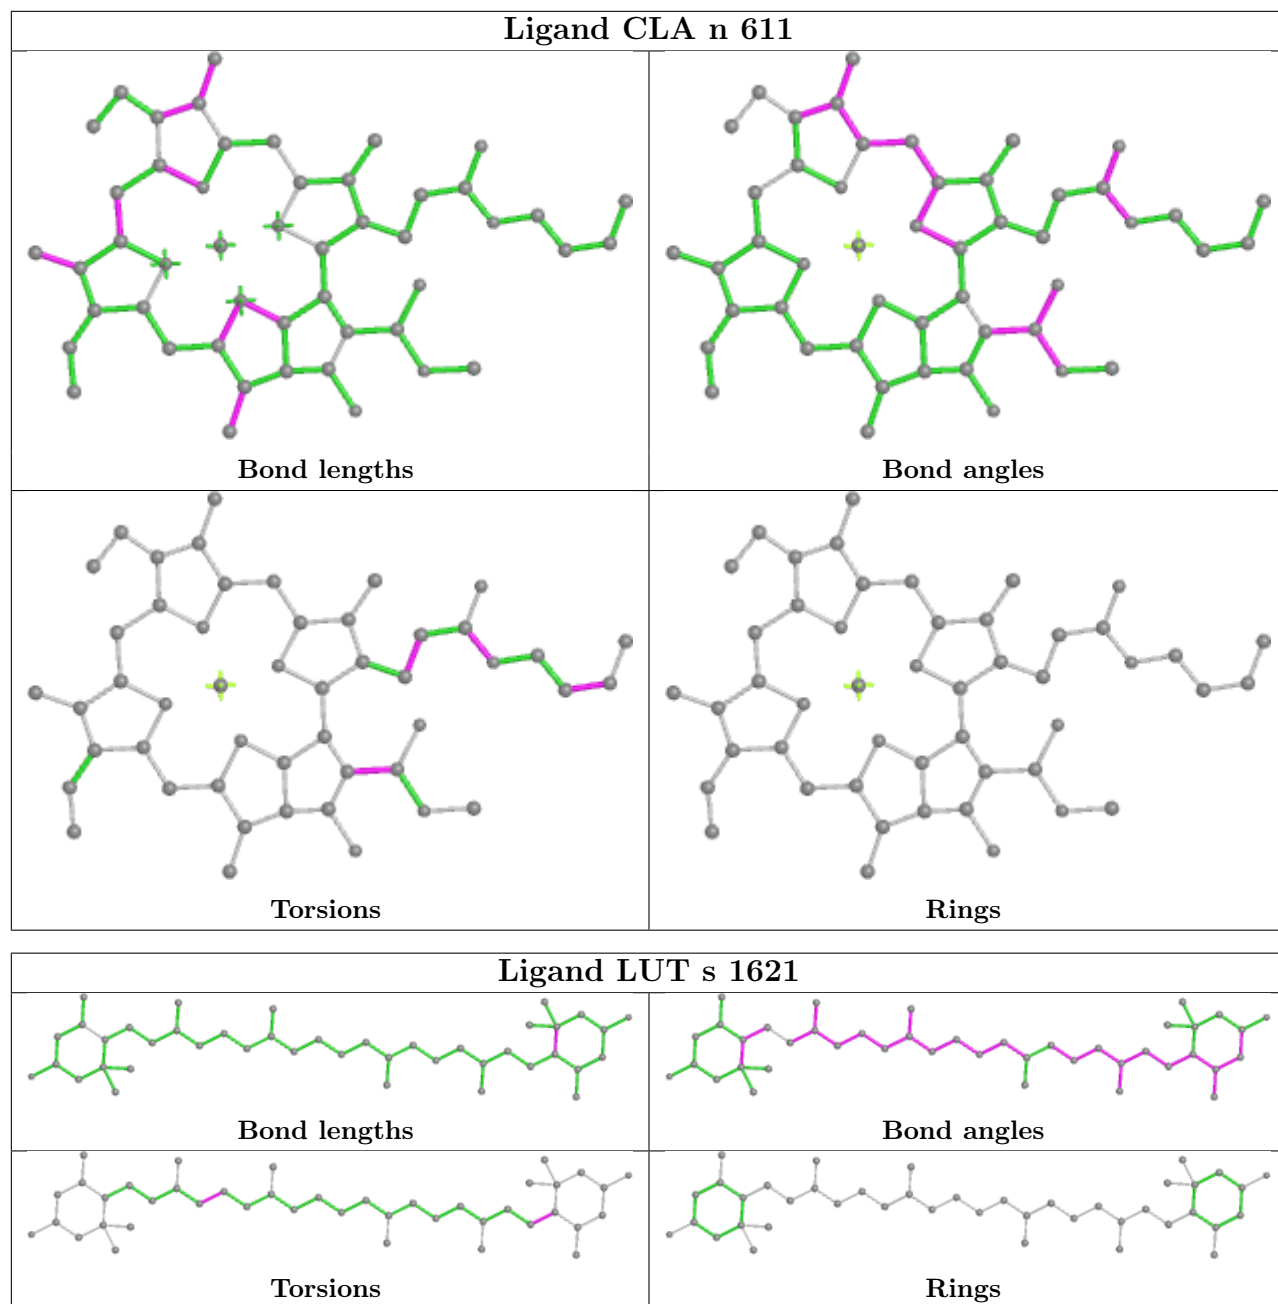 Ligand CLA n 611
Bond lengths
Bond angles
Torsions
Rings
Ligand LUT s 1621
Bond lengths
Bond angles
Torsions
Rings